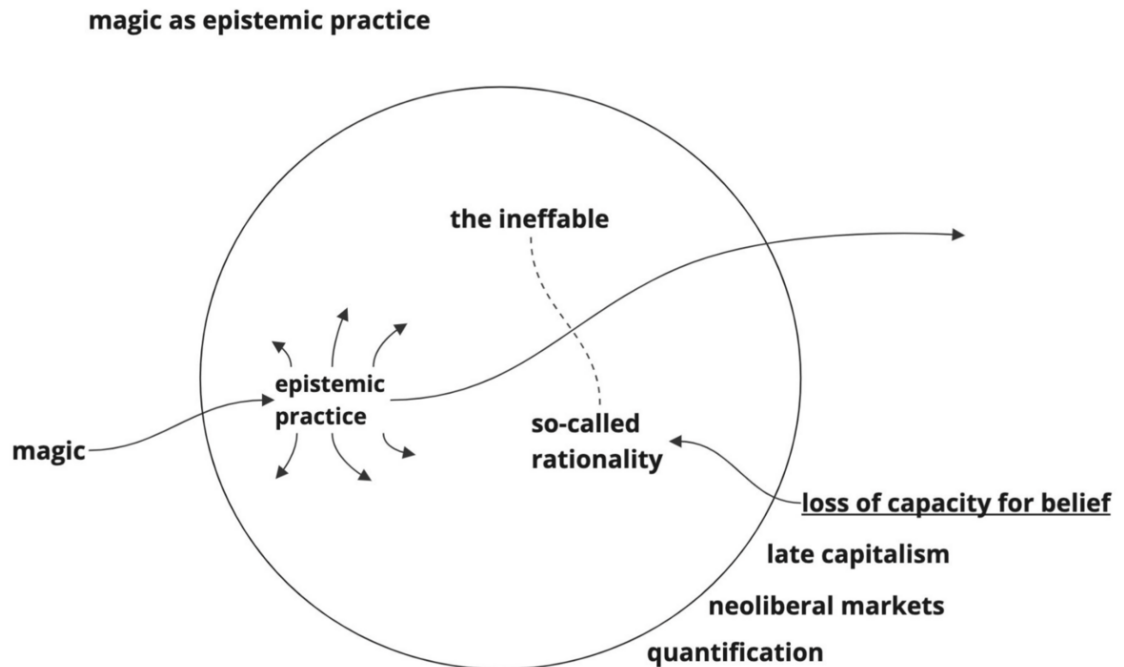 magic as epistemic practice
the ineffable
epistemic
practice
so-called
rationality
magic
loss of capacity for belief
late capitalism
neoliberal markets
quantification